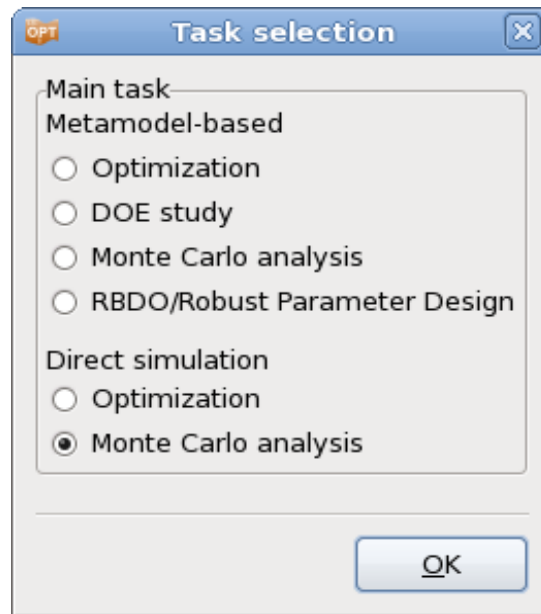 OPT Task selection
Main task
Metamodel-based
Optimization
DOE study
Monte Carlo analysis
RBDO/Robust Parameter Design
Direct simulation
Optimization
Monte Carlo analysis
OK